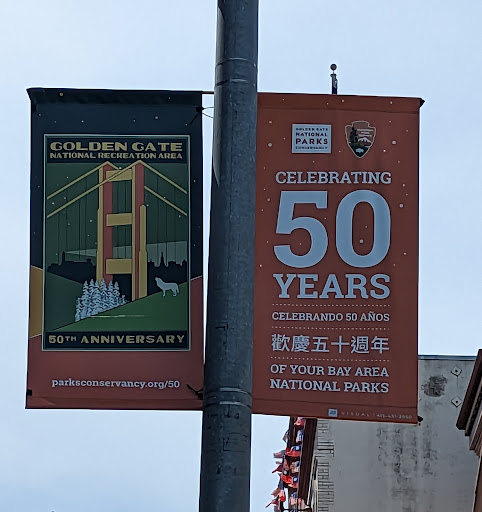 GOLDEN GATE
NATIONAL RECREATION AREA
50TH ANNIVERSARY
parksconservancy.org/50
GOLDEN GATE
NATIONAL
PARKS
CONSERVANCY
CELEBRATING
50
YEARS
CELEBRANDO 50 AÑOS
歡慶五十週年
OF YOUR BAY AREA
NATIONAL PARKS